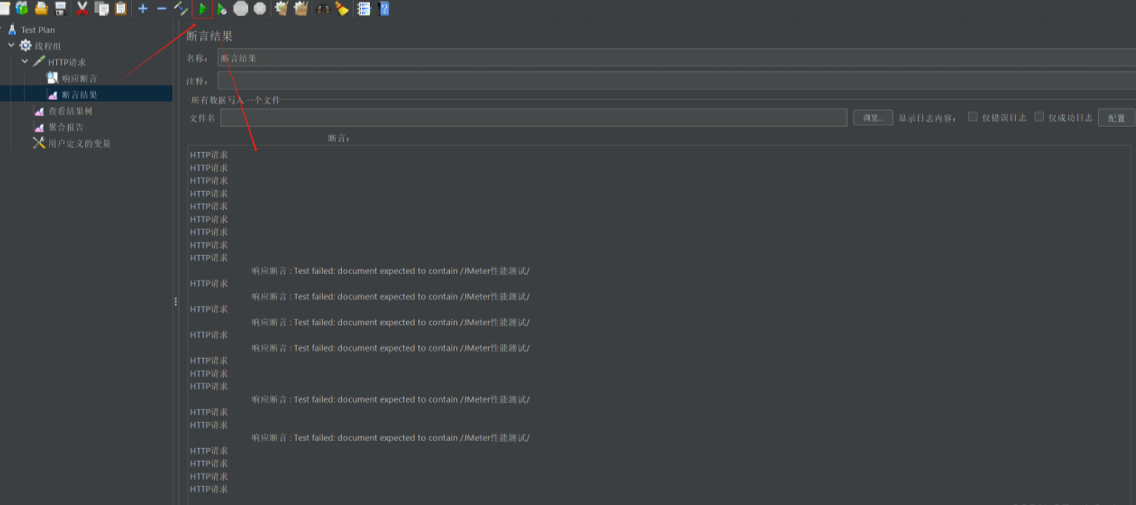 Test Plan
线程组
HTTP请求
响应断言
断言结果
查看结果树
聚合报告
用户定义的变量
断言结果
名称： 断言结果
注释：
所有数据写入一个文件
文件名 浏览... 显示日志内容： 仅错误日志 仅成功日志 配置
断言：
HTTP请求
HTTP请求
HTTP请求
HTTP请求
HTTP请求
HTTP请求
HTTP请求
HTTP请求
HTTP请求
响应断言 : Test failed: document expected to contain /JMeter性能测试/
HTTP请求
响应断言 : Test failed: document expected to contain /JMeter性能测试/
HTTP请求
响应断言 : Test failed: document expected to contain /JMeter性能测试/
HTTP请求
响应断言 : Test failed: document expected to contain /JMeter性能测试/
HTTP请求
HTTP请求
HTTP请求
响应断言 : Test failed: document expected to contain /JMeter性能测试/
HTTP请求
HTTP请求
响应断言 : Test failed: document expected to contain /JMeter性能测试/
HTTP请求
HTTP请求
HTTP请求
HTTP请求